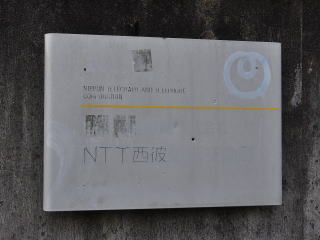 NIPPON TELEGRAPH AND TELEPHONE
CORPORATION
NTT西彼